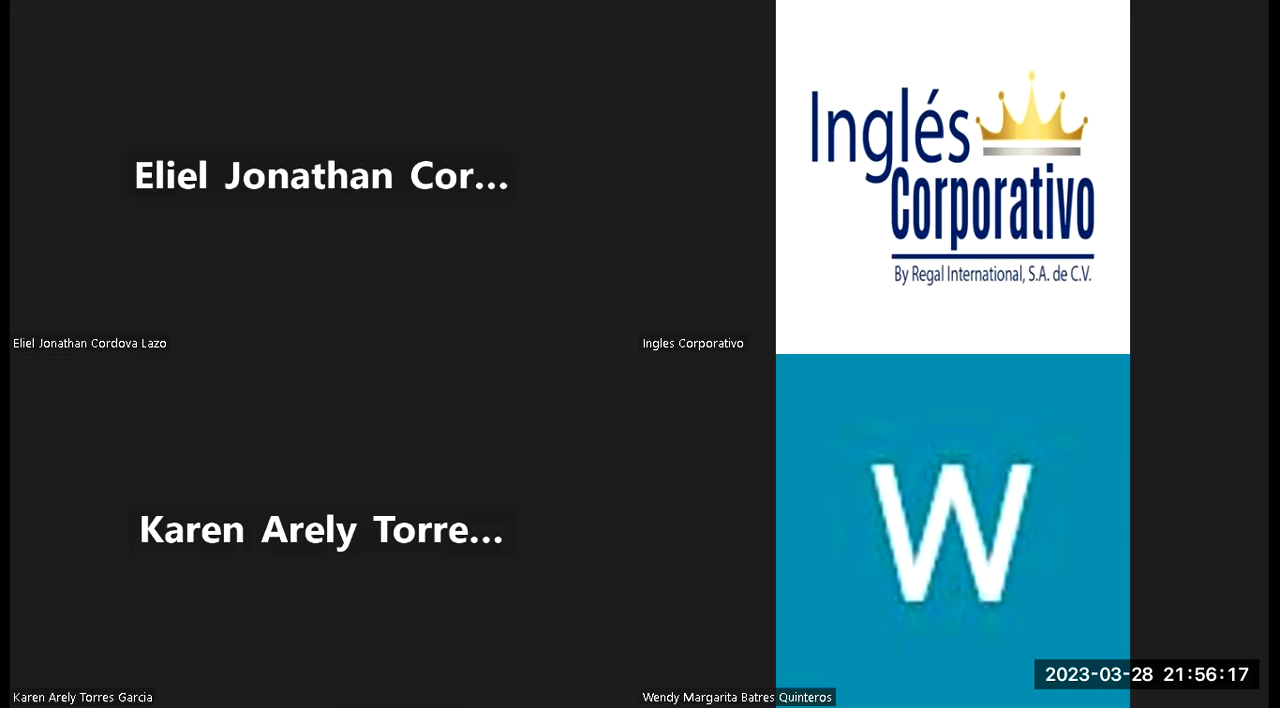 Eliel Jonathan Cor...
Eliel Jonathan Cordova Lazo
Inglés
Corporativo
By Regal International, S.A. de C.V.
Ingles Corporativo
Karen Arely Torre...
Karen Arely Torres Garcia
W
Wendy Margarita Batres Quinteros
2023-03-28 21:56:17